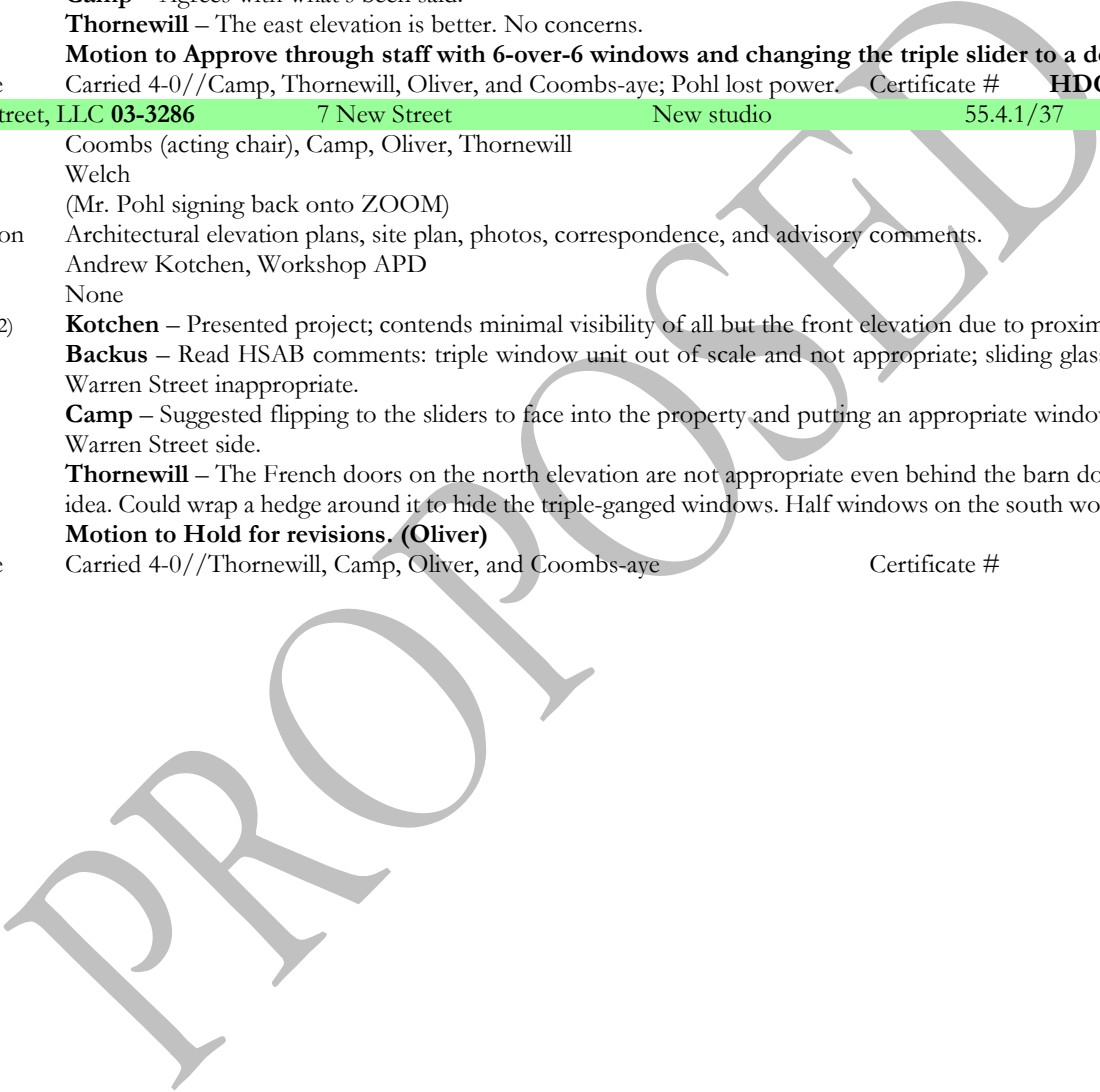 Camp – Agrees with what's been said.
Thornewill – The east elevation is better. No concerns.
Motion to Approve through staff with 6-over-6 windows and changing the triple slider to a
Carried 4-0//Camp, Thornewill, Oliver, and Coombs-aye; Pohl lost power. Certificate # HDC
LLC 03-3286 7 New Street New studio 55.4.1/37
Coombs (acting chair), Camp, Oliver, Thornewill
Welch
(Mr. Pohl signing back onto ZOOM)
Architectural elevation plans, site plan, photos, correspondence, and advisory comments.
Andrew Kotchen, Workshop APD
None
Kotchen – Presented project; contends minimal visibility of all but the front elevation due to
Backus – Read HSAB comments: triple window unit out of scale and not appropriate; sliding
Warren Street inappropriate.
Camp – Suggested flipping to the sliders to face into the property and putting an appropriate
Warren Street side.
Thornewill – The French doors on the north elevation are not appropriate even behind the barn
idea. Could wrap a hedge around it to hide the triple-ganged windows. Half windows on the south
Motion to Hold for revisions. (Oliver)
Carried 4-0//Thornewill, Camp, Oliver, and Coombs-aye Certificate #
PROPOSED